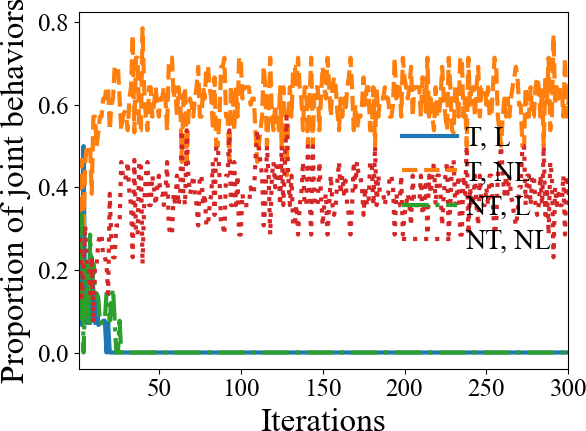 Proportion of joint behaviors
0.8
0.6
0.4
0.2
0.0
T, L
T, NL
NT, L
NT, NL
50
100
150
200
250
300
Iterations